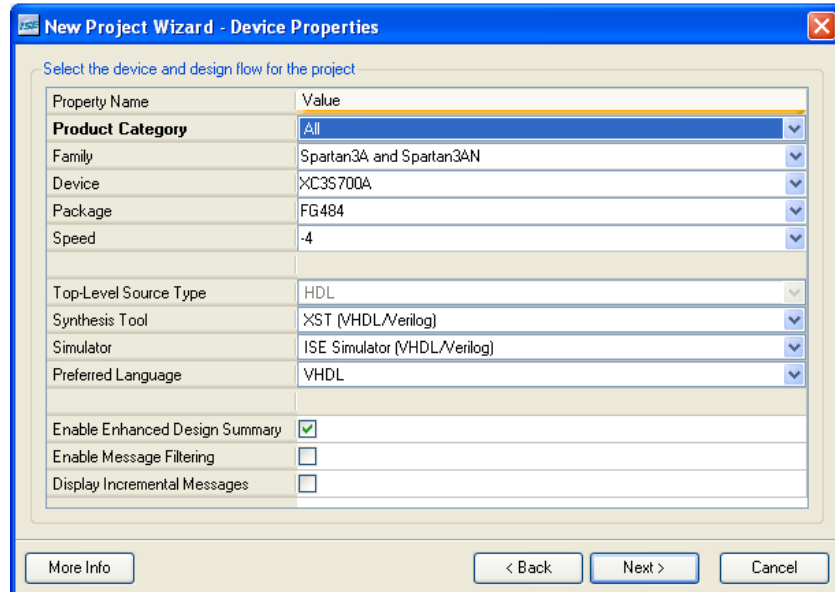 ISE New Project Wizard - Device Properties
Select the device and design flow for the project
Property Name Value
Product Category All
Family Spartan3A and Spartan3AN
Device XC3S700A
Package FG484
Speed -4
Top-Level Source Type HDL
Synthesis Tool XST (VHDL/Verilog)
Simulator ISE Simulator (VHDL/Verilog)
Preferred Language VHDL
Enable Enhanced Design Summary
Enable Message Filtering
Display Incremental Messages
More Info < Back Next > Cancel